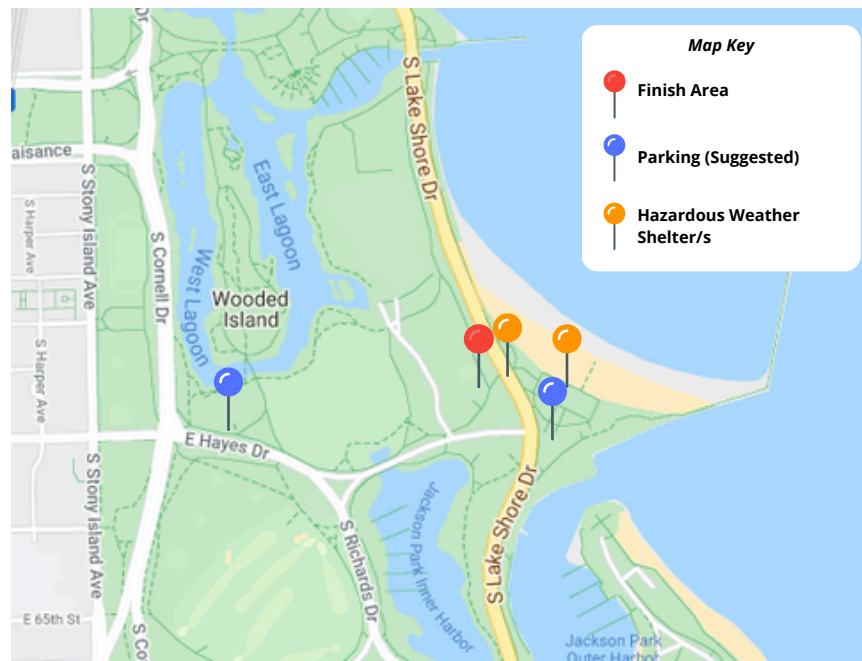 Map Key
Finish Area
Parking (Suggested)
Hazardous Weather
Shelter/s
Dr
aisance
S Stony Island Ave
S Harper Ave
S Cornell Dr
West Lagoon
East Lagoon
Wooded
Island
S Lake Shore Dr
S Harper Ave
E Hayes Dr
S Stony Island Ave
S Richards Dr
Jackson Park Inner Harbor
S Lake Shore Dr
E 65th St
S Co
Jackson Park
Outer Harbor